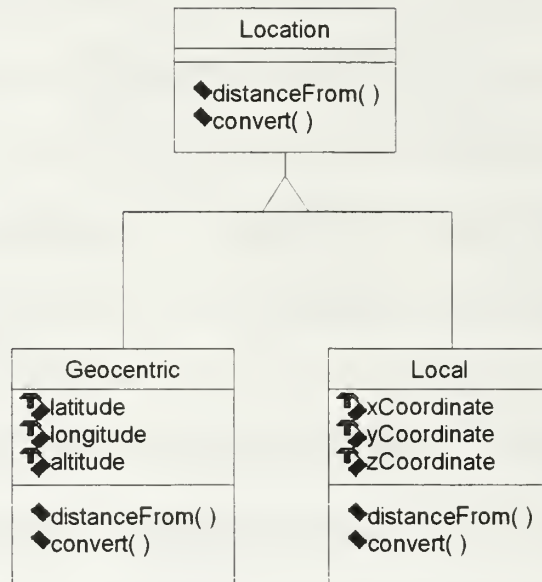 Location
distanceFrom( )
convert( )
Geocentric
latitude
longitude
altitude
distanceFrom( )
convert( )
Local
xCoordinate
yCoordinate
zCoordinate
distanceFrom( )
convert( )